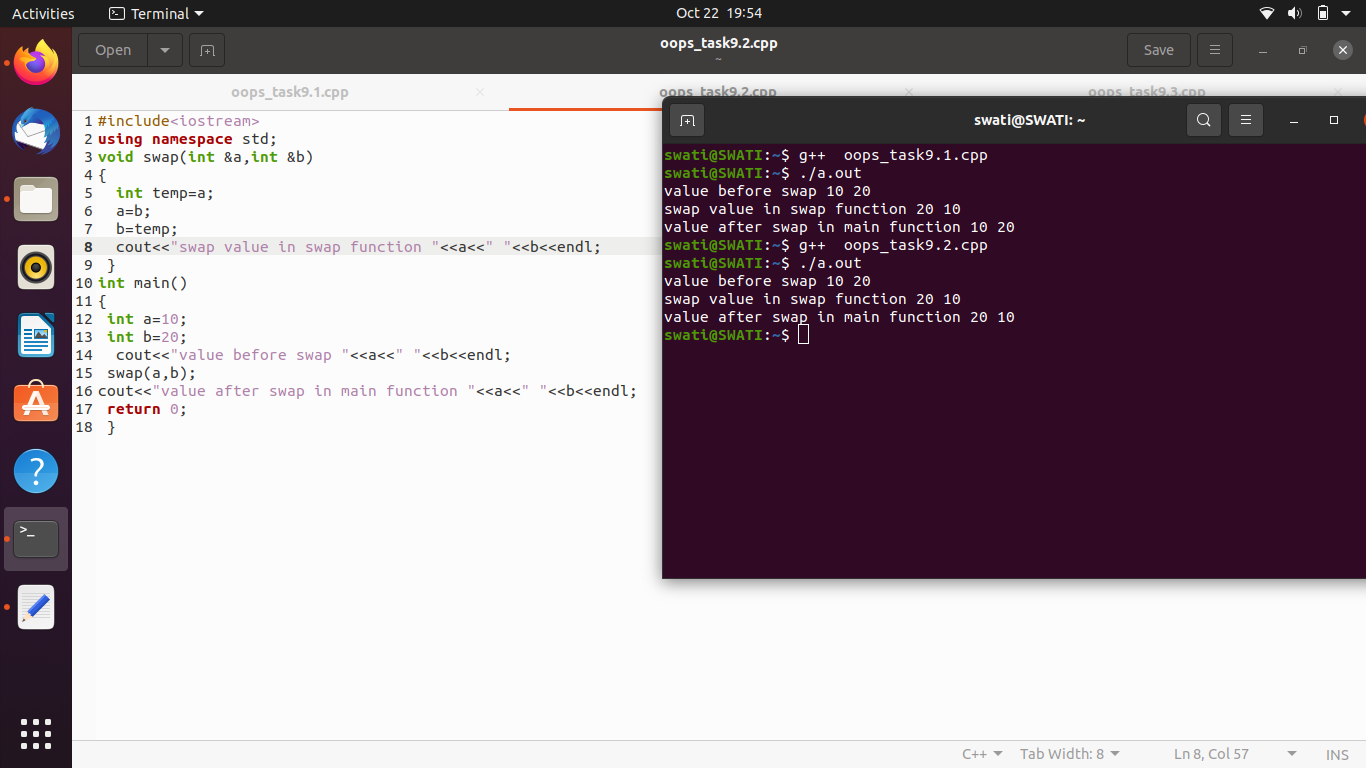 Activities Terminal Oct 22 19:54
Open oops_task9.2.cpp Save
~
oops_task9.1.cpp oops_task9.2.cpp oops_task9.3.cpp
1 #include<iostream>
2 using namespace std;
3 void swap(int &a,int &b)
4 {
5   int temp=a;
6   a=b;
7   b=temp;
8   cout<<"swap value in swap function "<<a<<" "<<b<<endl;
9  }
10 int main()
11 {
12  int a=10;
13  int b=20;
14   cout<<"value before swap "<<a<<" "<<b<<endl;
15  swap(a,b);
16 cout<<"value after swap in main function "<<a<<" "<<b<<endl;
17  return 0;
18  }
swati@SWATI: ~
swati@SWATI:~$ g++  oops_task9.1.cpp
swati@SWATI:~$ ./a.out
value before swap 10 20
swap value in swap function 20 10
value after swap in main function 10 20
swati@SWATI:~$ g++  oops_task9.2.cpp
swati@SWATI:~$ ./a.out
value before swap 10 20
swap value in swap function 20 10
value after swap in main function 20 10
swati@SWATI:~$
C++ Tab Width: 8 Ln 8, Col 57 INS